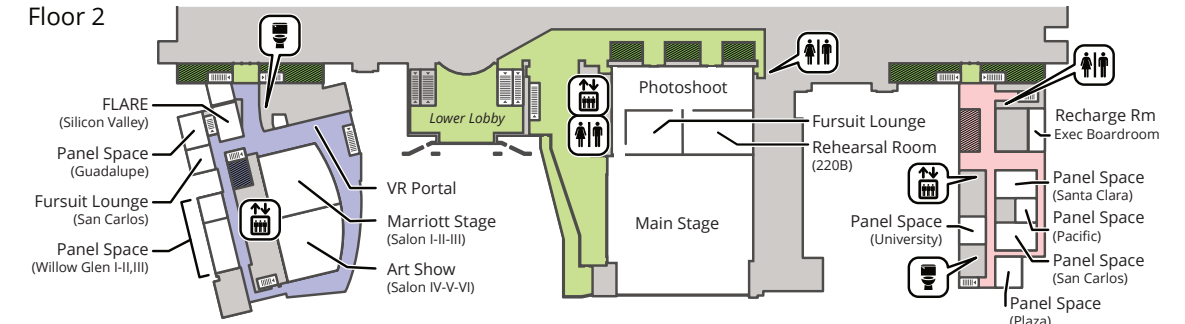 Floor 2
FLARE
(Silicon Valley)
Panel Space
(Guadalupe)
Fursuit Lounge
(San Carlos)
Panel Space
(Willow Glen I-II,III)
VR Portal
Marriott Stage
(Salon I-II-III)
Art Show
(Salon IV-V-VI)
Lower Lobby
Photoshoot
Fursuit Lounge
Rehearsal Room
(220B)
Main Stage
Recharge Rm
Exec Boardroom
Panel Space
(Santa Clara)
Panel Space
(Pacific)
Panel Space
(University)
Panel Space
(San Carlos)
Panel Space
(Plaza)